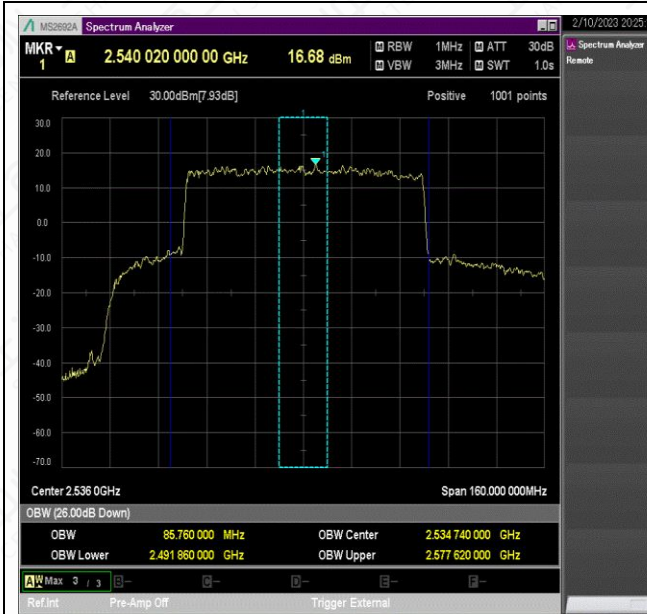 MS2692A Spectrum Analyzer
2/10/2023 20:25:
MKR 1 A 2.540 020 000 00 GHz 16.68 dBm
M RBW 1MHz M ATT 30dB
M VBW 3MHz M SWT 1.0s
Spectrum Analyzer
Remote
Reference Level 30.00dBm[7.93dB] Positive 1001 points
30.0
20.0
1
10.0
0.0
-10.0
-20.0
-30.0
-40.0
-50.0
-60.0
-70.0
Center 2.536 0GHz Span 160.000 000MHz
OBW (26.00dB Down)
OBW 85.760 000 MHz OBW Center 2.534 740 000 GHz
OBW Lower 2.491 860 000 GHz OBW Upper 2.577 620 000 GHz
A W Max 3 / 3 B- C- D- E- F-
Ref.Int Pre-Amp Off Trigger External